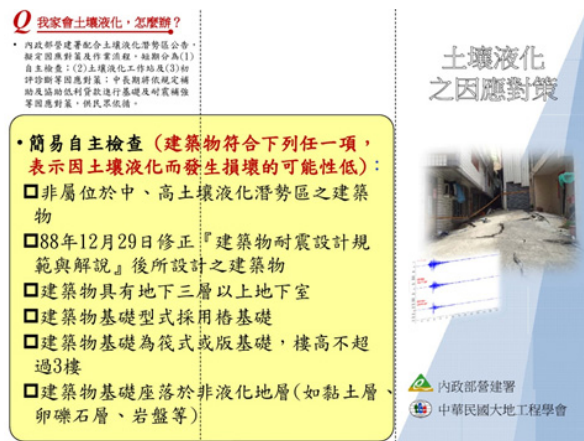 Q 我家會土壤液化，怎麼辦？
• 內政部營建署配合土壤液化潛勢區公告，
擬定因應對策及作業流程，短期分為(1)
自主檢查；(2)土壤液化工作站及(3)初
評診斷等因應對策；中長期將依規定補
助及協助低利貸款進行基礎及耐震補強
等因應對策，供民眾依循。
• 簡易自主檢查 (建築物符合下列任一項，
表示因土壤液化而發生損壞的可能性低)：
非屬位於中、高土壤液化潛勢區之建築
物
88年12月29日修正『建築物耐震設計規
範與解說』後所設計之建築物
建築物具有地下三層以上地下室
建築物基礎型式採用樁基礎
建築物基礎為筏式或版基礎，樓高不超
過3樓
建築物基礎座落於非液化地層(如黏土層、
卵礫石層、岩盤等)
土壤液化
之因應對策
內政部營建署
中華民國大地工程學會